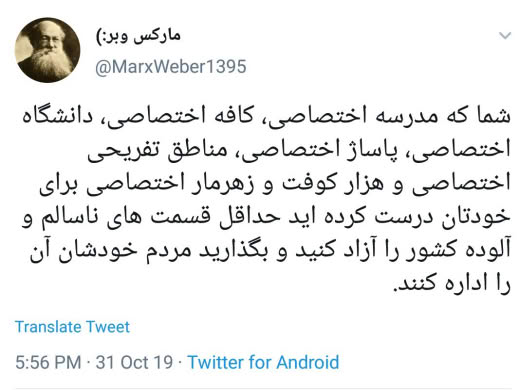 مارکس وبر:)
@MarxWeber1395
شما که مدرسه اختصاصی، کافه اختصاصی، دانشگاه
اختصاصی، پاساژ اختصاصی، مناطق تفریحی
اختصاصی و هزار کوفت و زهرمار اختصاصی برای
خودتان درست کرده اید حداقل قسمت های ناسالم و
آلوده کشور را آزاد کنید و بگذارید مردم خودشان آن
را اداره کنند.
Translate Tweet
5:56 PM · 31 Oct 19 · Twitter for Android